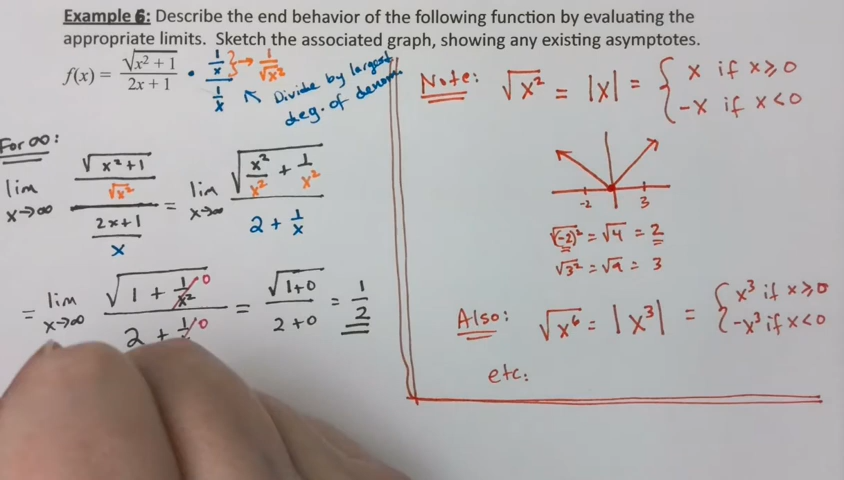 Example 6: Describe the end behavior of the following function by evaluating the
appropriate limits. Sketch the associated graph, showing any existing asymptotes.
f(x) = √(x² + 1) / (2x + 1) • (1/x) / (1/x) } → 1/√x²
↖ Divide by largest
deg. of denom.
For ∞:
lim x→∞ (√(x²+1) / √x²) / ((2x+1) / x) = lim x→∞ √(x²/x² + 1/x²) / (2 + 1/x)
= lim x→∞ √(1 + 1/x²) / (2 + 1/x) = √(1+0) / (2+0) = 1/2
0
0
Note: √x² = |x| = { x if x ≥ 0
-x if x < 0
-2 3
√(-2)² = √4 = 2
√3² = √9 = 3
Also: √x⁶ = |x³| = { x³ if x ≥ 0
-x³ if x < 0
etc.